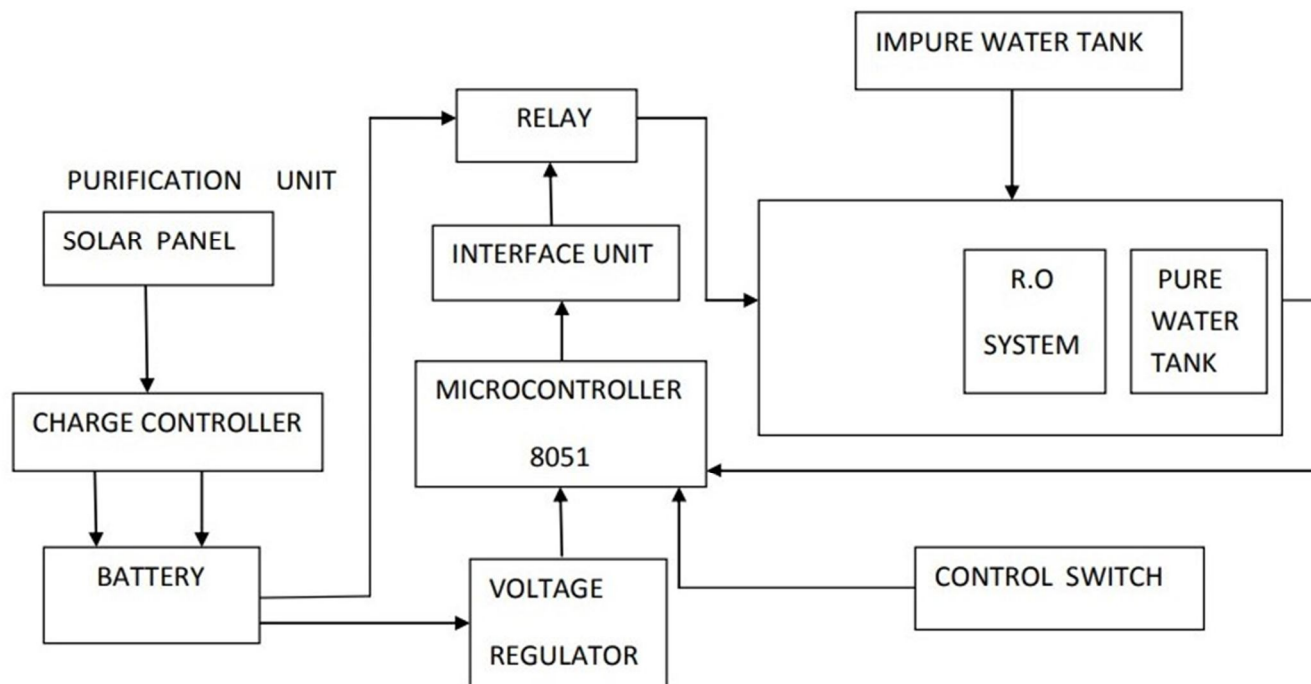 IMPURE WATER TANK
RELAY
PURIFICATION UNIT
SOLAR PANEL
INTERFACE UNIT
R.O
SYSTEM
PURE
WATER
TANK
MICROCONTROLLER
8051
CHARGE CONTROLLER
BATTERY
VOLTAGE
REGULATOR
CONTROL SWITCH